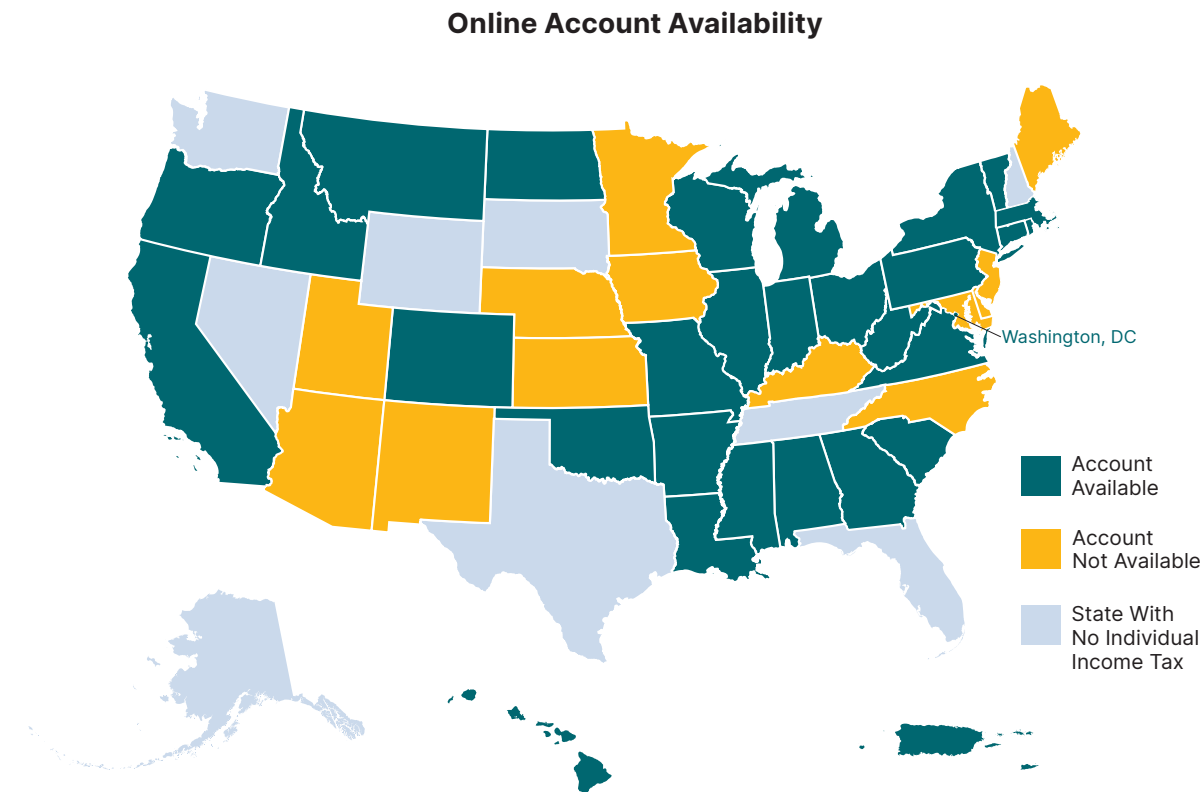 Online Account Availability
Washington, DC
Account
Available
Account
Not Available
State With
No Individual
Income Tax